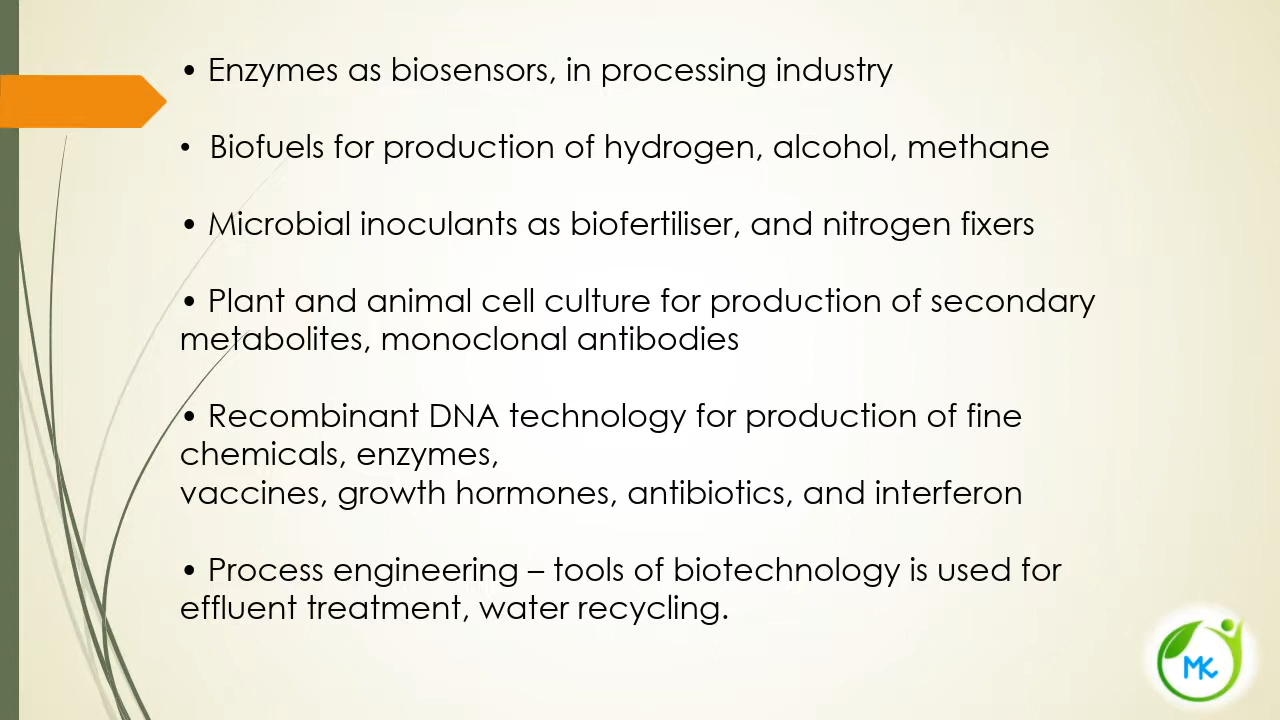 • Enzymes as biosensors, in processing industry
• Biofuels for production of hydrogen, alcohol, methane
• Microbial inoculants as biofertiliser, and nitrogen fixers
• Plant and animal cell culture for production of secondary
metabolites, monoclonal antibodies
• Recombinant DNA technology for production of fine
chemicals, enzymes,
vaccines, growth hormones, antibiotics, and interferon
• Process engineering – tools of biotechnology is used for
effluent treatment, water recycling.
MK